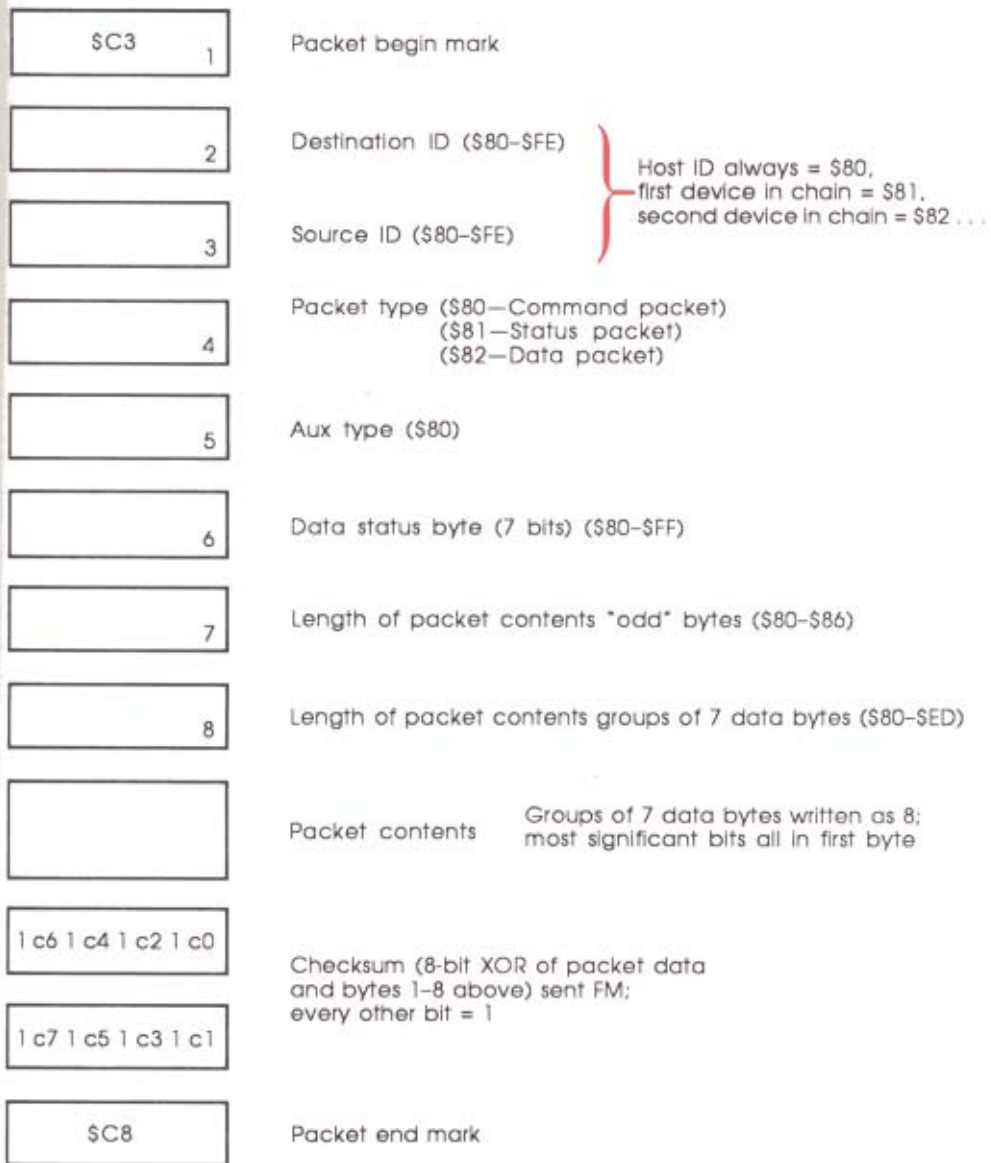 $C3
1
Packet begin mark
2
Destination ID ($80–$FE)
3
Source ID ($80–$FE)
Host ID always = $80,
first device in chain = $81,
second device in chain = $82 . . .
4
Packet type ($80—Command packet)
($81—Status packet)
($82—Data packet)
5
Aux type ($80)
6
Data status byte (7 bits) ($80–$FF)
7
Length of packet contents "odd" bytes ($80–$86)
8
Length of packet contents groups of 7 data bytes ($80–$ED)
Packet contents
Groups of 7 data bytes written as 8;
most significant bits all in first byte
1 c6 1 c4 1 c2 1 c0
1 c7 1 c5 1 c3 1 c1
Checksum (8-bit XOR of packet data
and bytes 1–8 above) sent FM;
every other bit = 1
$C8
Packet end mark